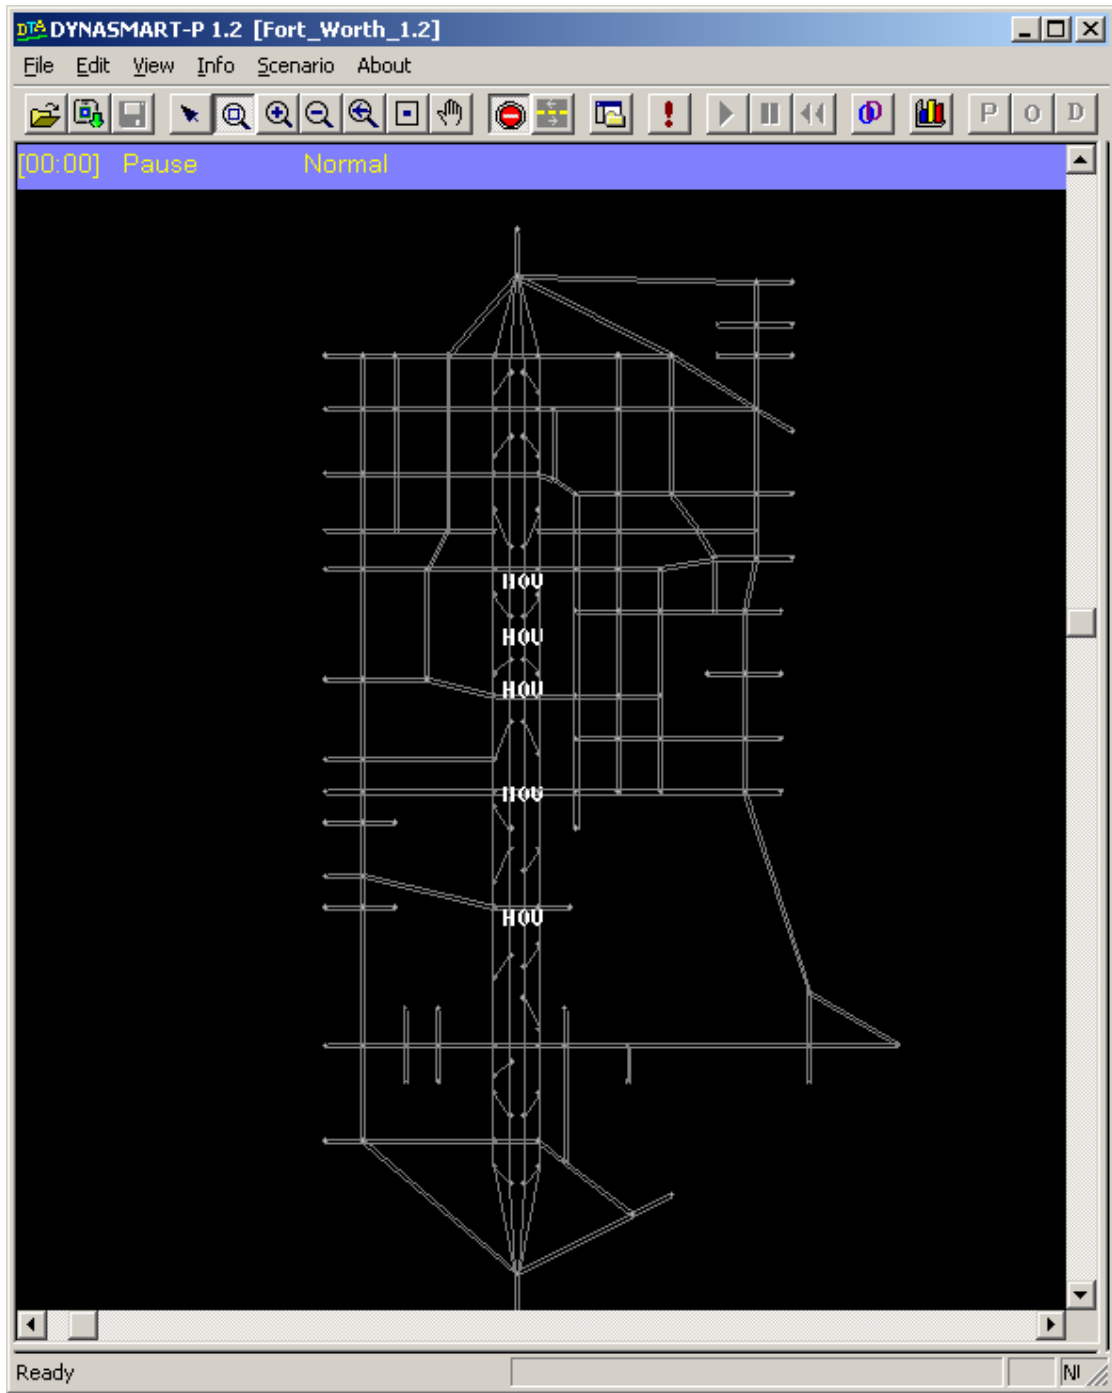 DTA DYNASMART-P 1.2 [Fort_Worth_1.2]
File Edit View Info Scenario About
P O D
[00:00] Pause Normal
HOV
HOV
HOV
HOV
HOV
Ready